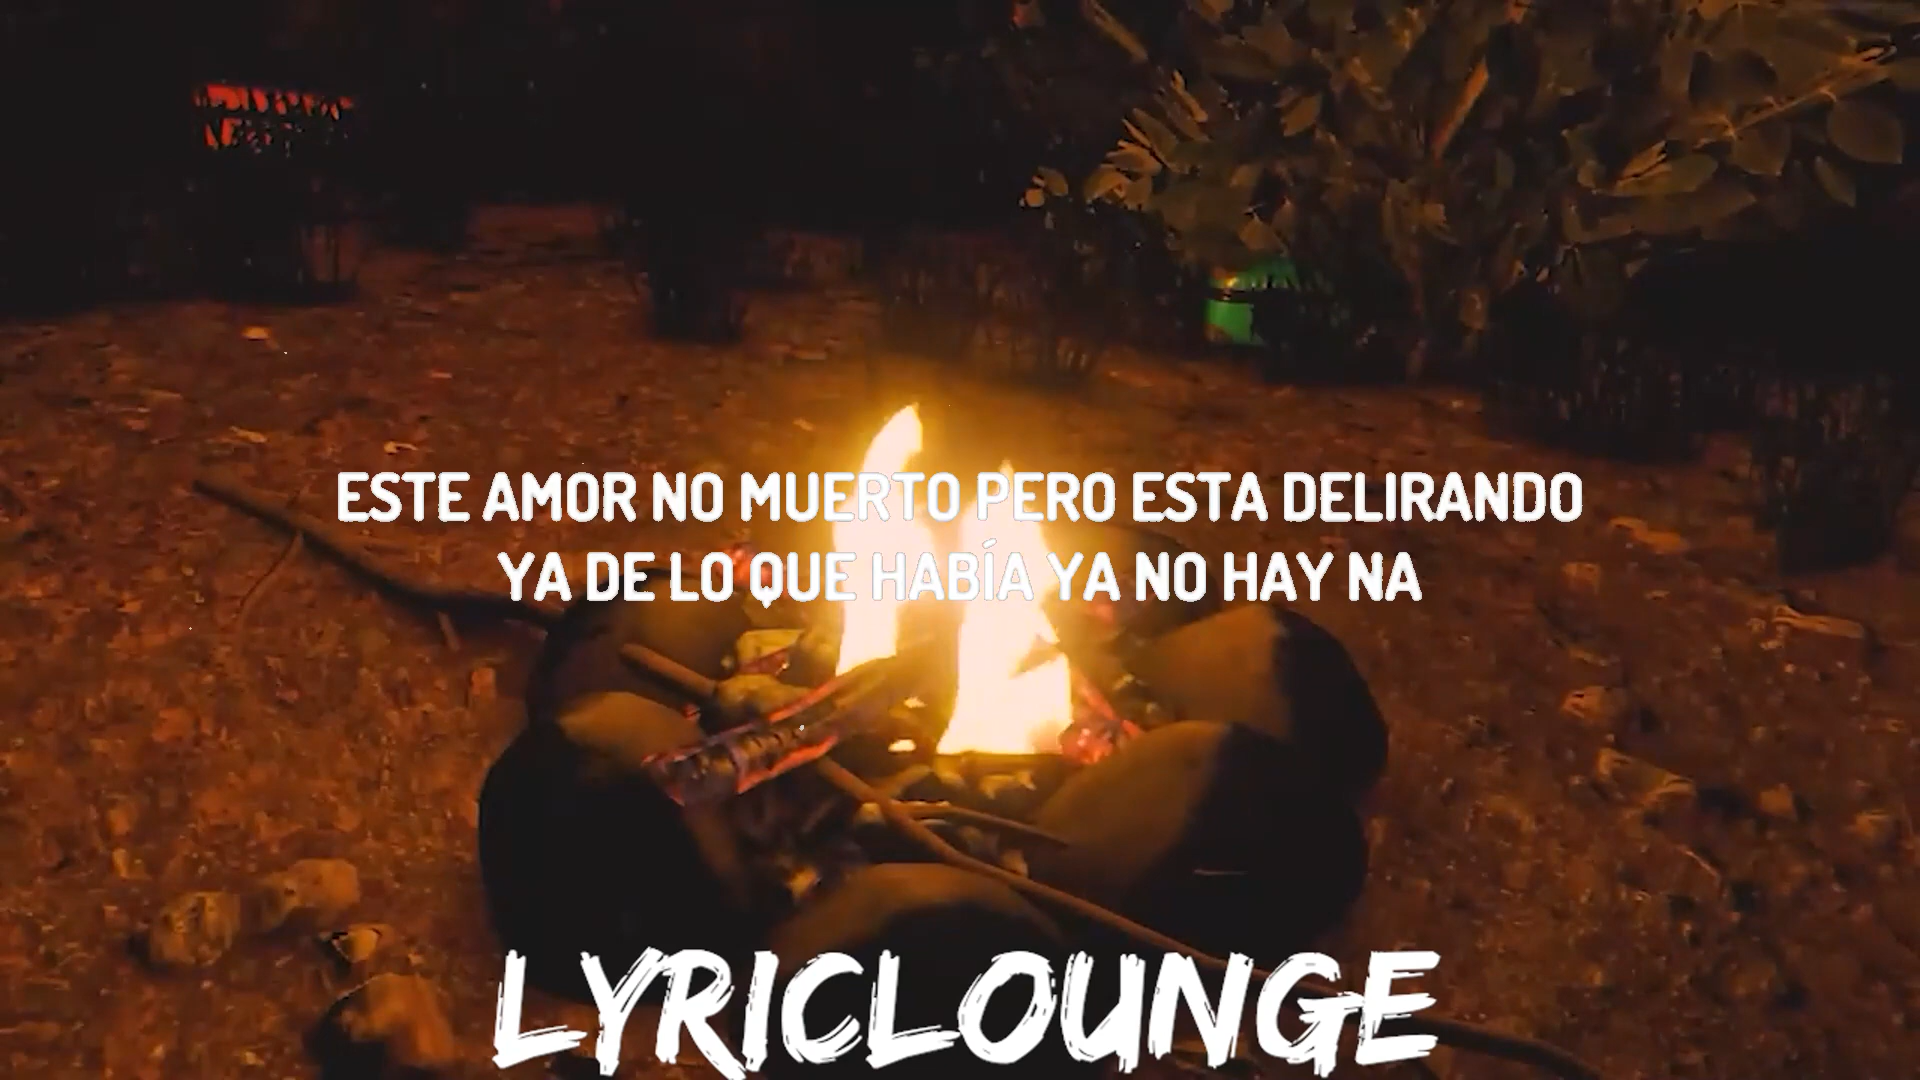 ESTE AMOR NO MUERTO PERO ESTA DELIRANDO
YA DE LO QUE HABÍA YA NO HAY NA
LYRICLOUNGE